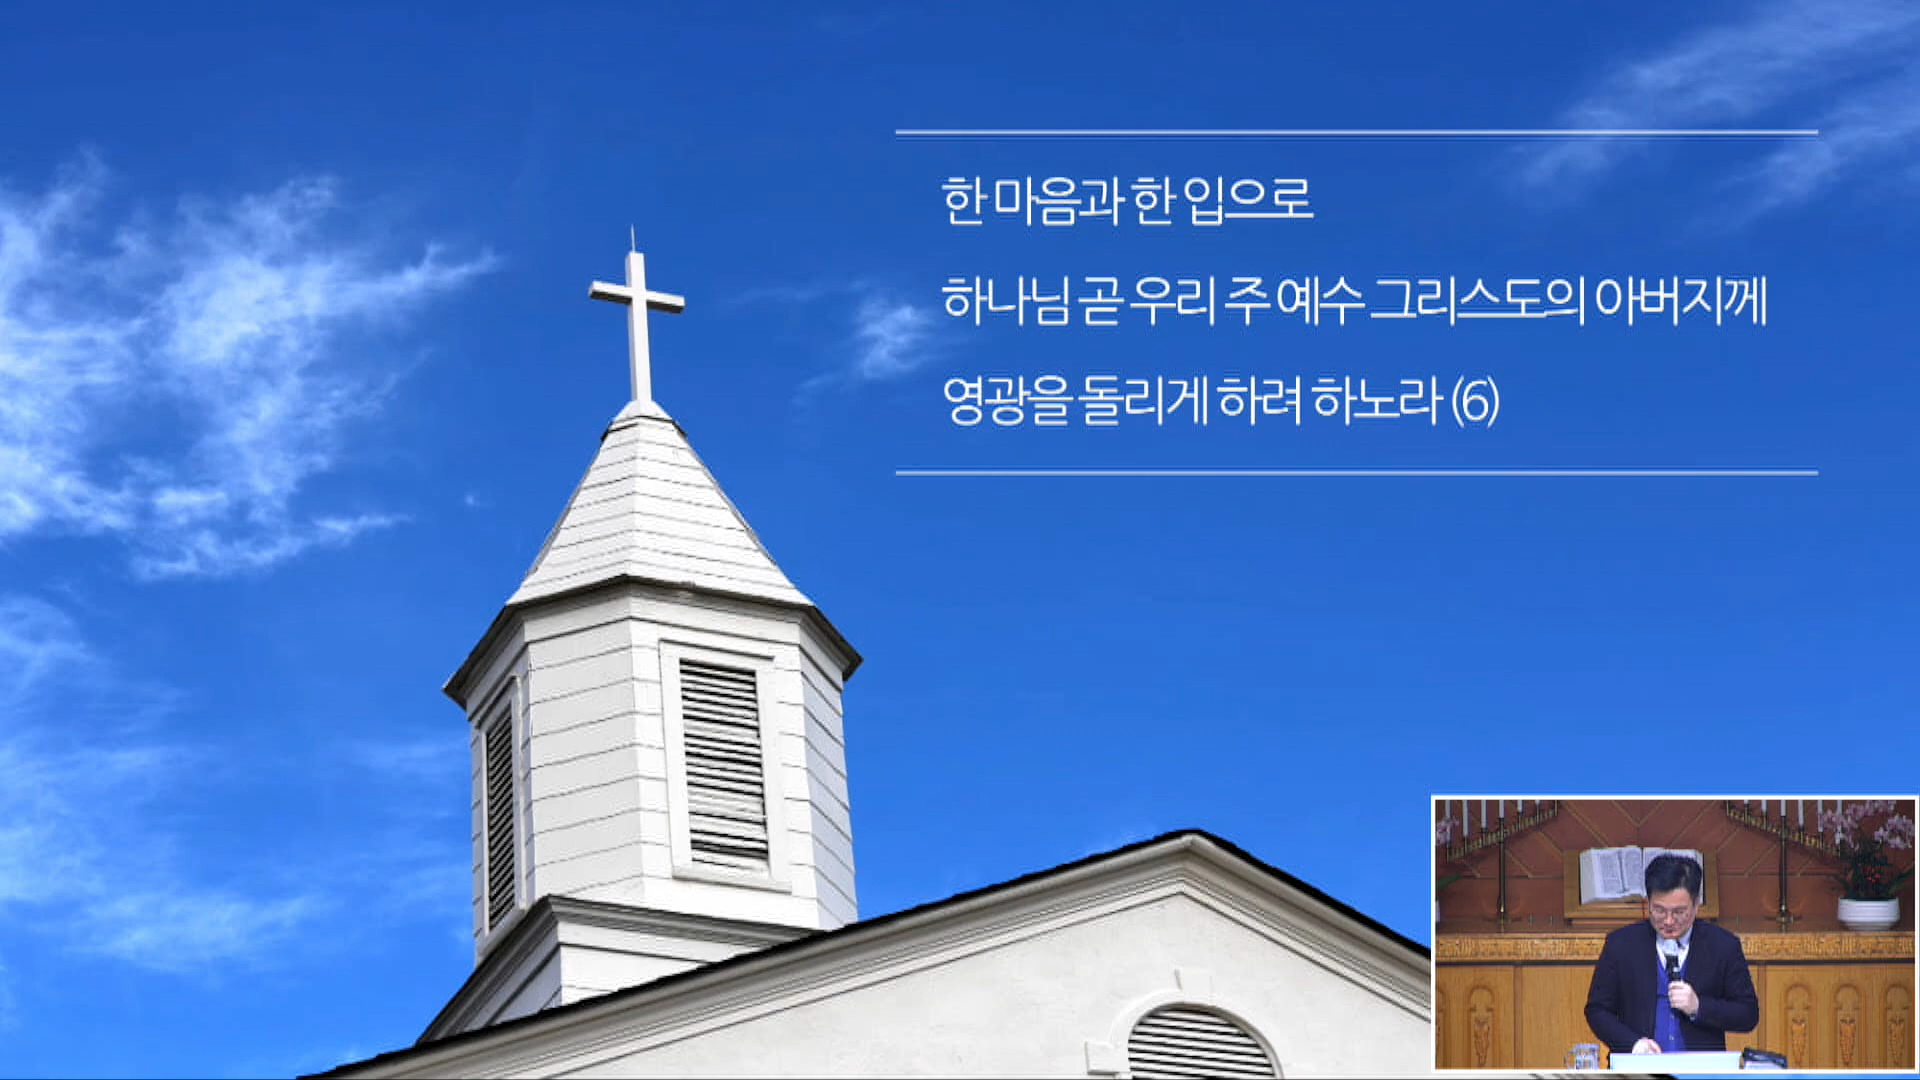 한 마음과 한 입으로
하나님 곧 우리 주 예수 그리스도의 아버지께
영광을 돌리게 하려 하노라 (6)